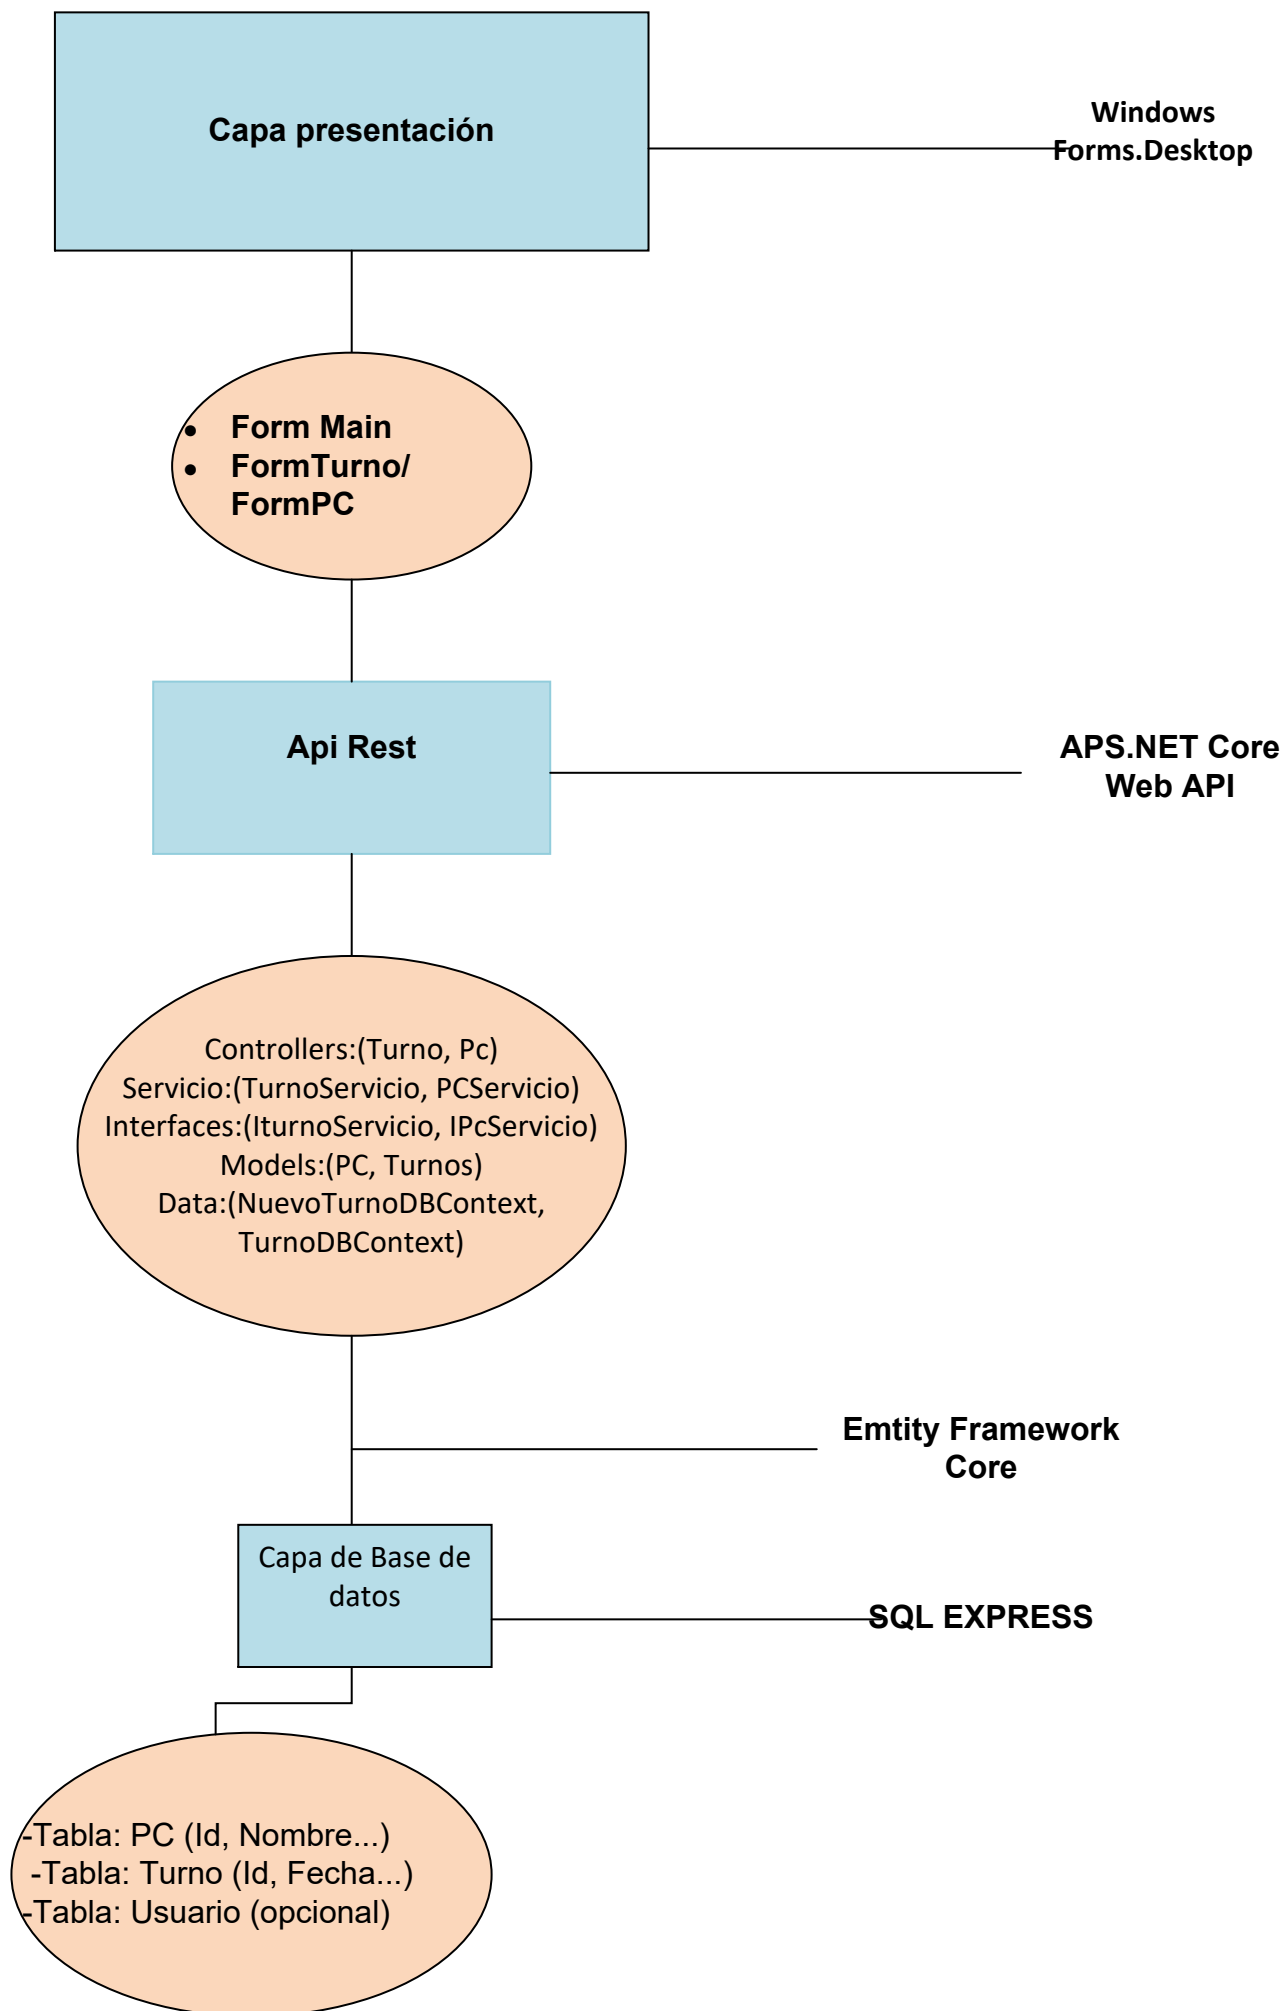 Capa presentación
Windows
Forms.Desktop
• Form Main
• FormTurno/
FormPC
Api Rest
APS.NET Core
Web API
Controllers:(Turno, Pc)
Servicio:(TurnoServicio, PCServicio)
Interfaces:(IturnoServicio, IPcServicio)
Models:(PC, Turnos)
Data:(NuevoTurnoDBContext,
TurnoDBContext)
Emtity Framework
Core
Capa de Base de
datos
SQL EXPRESS
-Tabla: PC (Id, Nombre...)
-Tabla: Turno (Id, Fecha...)
-Tabla: Usuario (opcional)